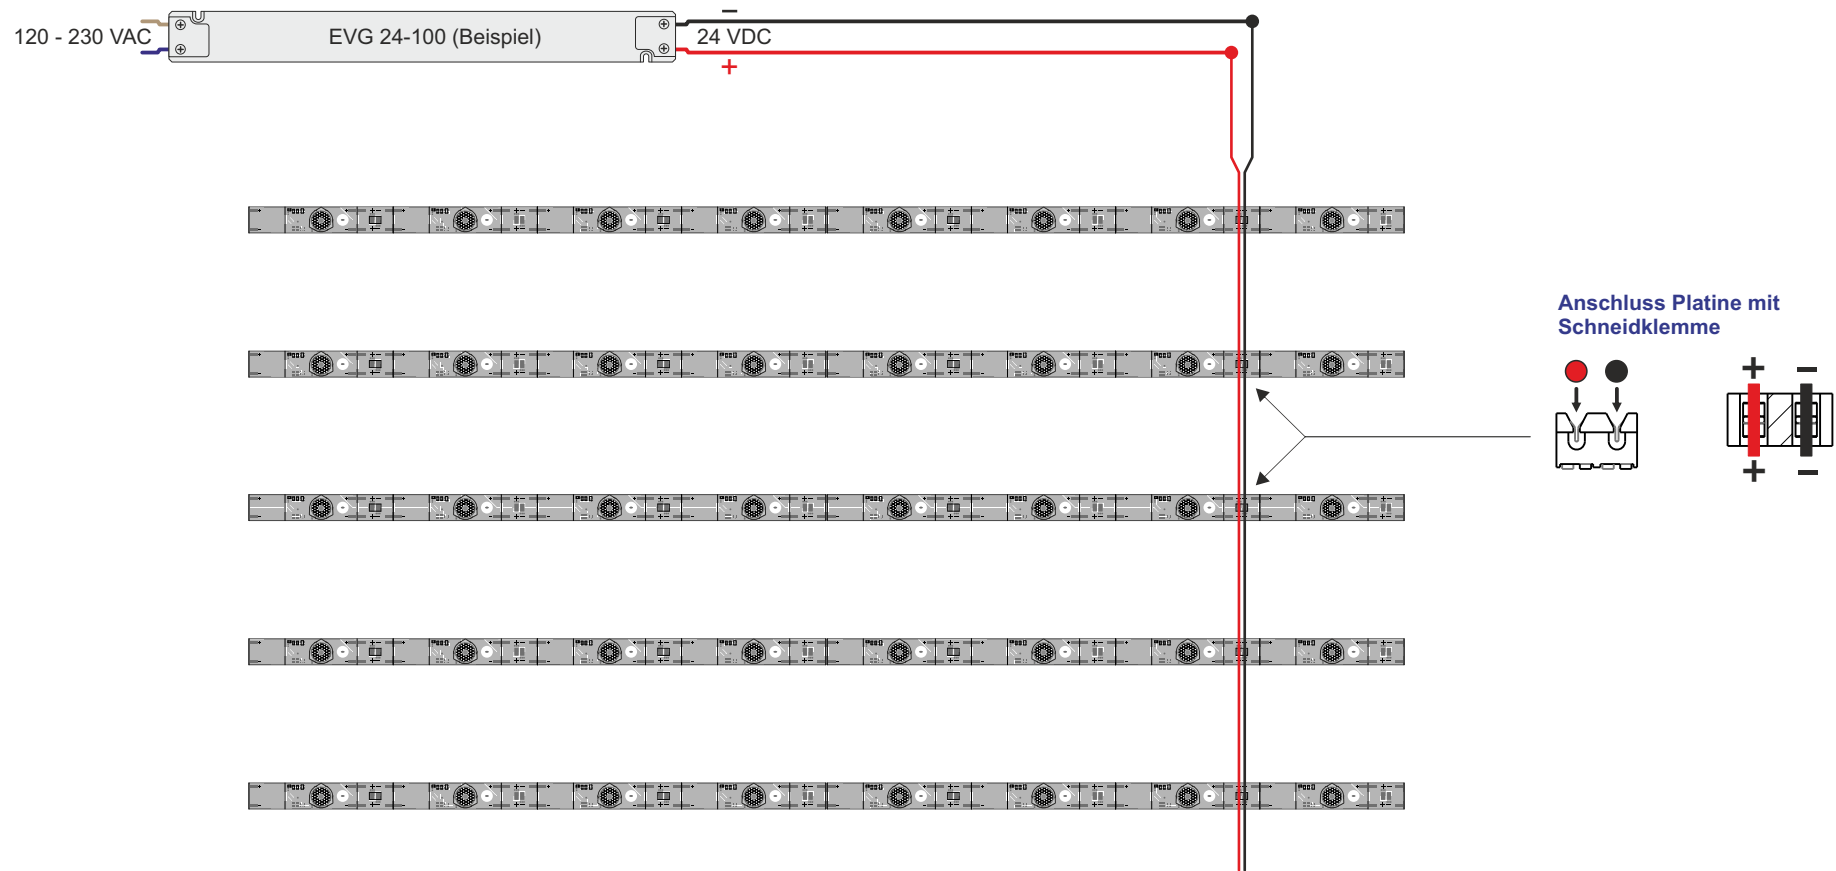 120 - 230 VAC
EVG 24-100 (Beispiel)
−
24 VDC
+
Anschluss Platine mit
Schneidklemme
+ −
+ −